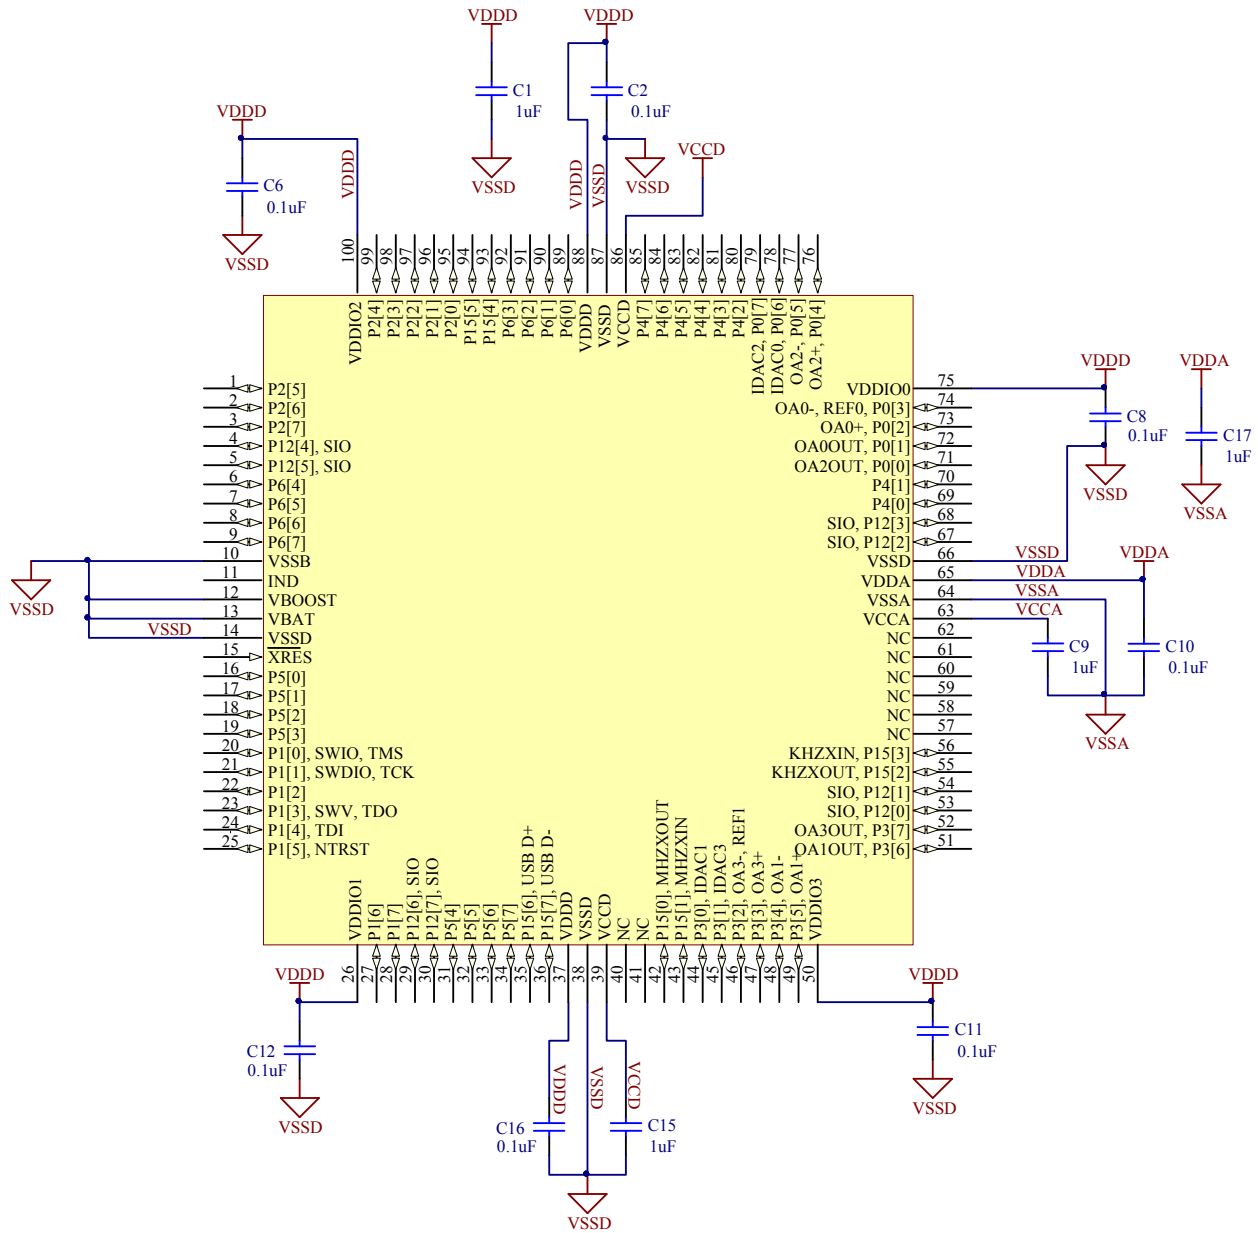 VDDD
VDDD
C1
1uF
C2
0.1uF
VDDD
C6
0.1uF
VSSD
VDDD
VSSD
VDDD
VSSD
VSSD
VCCD
100
99
98
97
96
95
94
93
92
91
90
89
88
87
86
85
84
83
82
81
80
79
78
77
76
VDDIO2
P2[4]
P2[3]
P2[2]
P2[1]
P2[0]
P15[5]
P15[4]
P6[3]
P6[2]
P6[1]
P6[0]
VDDD
VSSD
VCCD
P4[7]
P4[6]
P4[5]
P4[4]
P4[3]
P4[2]
IDAC2, P0[7]
IDAC0, P0[6]
OA2-, P0[5]
OA2+, P0[4]
1 P2[5]
2 P2[6]
3 P2[7]
4 P12[4], SIO
5 P12[5], SIO
6 P6[4]
7 P6[5]
8 P6[6]
9 P6[7]
10 VSSB
11 IND
12 VBOOST
13 VBAT
VSSD 14 VSSD
15 XRES
16 P5[0]
17 P5[1]
18 P5[2]
19 P5[3]
20 P1[0], SWIO, TMS
21 P1[1], SWDIO, TCK
22 P1[2]
23 P1[3], SWV, TDO
24 P1[4], TDI
25 P1[5], NTRST
VSSD
VDDIO0 75
OA0-, REF0, P0[3] 74
OA0+, P0[2] 73
OA0OUT, P0[1] 72
OA2OUT, P0[0] 71
P4[1] 70
P4[0] 69
SIO, P12[3] 68
SIO, P12[2] 67
VSSD 66 VSSD
VDDA 65 VDDA
VSSA 64 VSSA
VCCA 63 VCCA
NC 62
NC 61
NC 60
NC 59
NC 58
NC 57
KHZXIN, P15[3] 56
KHZXOUT, P15[2] 55
SIO, P12[1] 54
SIO, P12[0] 53
OA3OUT, P3[7] 52
OA1OUT, P3[6] 51
VDDD
C8
0.1uF
VSSD
VDDA
C17
1uF
VSSA
VDDA
C9
1uF
C10
0.1uF
VSSA
VDDIO1
P1[6]
P1[7]
P12[6], SIO
P12[7], SIO
P5[4]
P5[5]
P5[6]
P5[7]
P15[6], USB D+
P15[7], USB D-
VDDD
VSSD
VCCD
NC
NC
P15[0], MHZXOUT
P15[1], MHZXIN
P3[0], IDAC1
P3[1], IDAC3
P3[2], OA3-, REF1
P3[3], OA3+
P3[4], OA1-
P3[5], OA1+
VDDIO3
26
27
28
29
30
31
32
33
34
35
36
37
38
39
40
41
42
43
44
45
46
47
48
49
50
VDDD
C12
0.1uF
VSSD
VDDD
VSSD
VCCD
C16
0.1uF
C15
1uF
VSSD
VDDD
C11
0.1uF
VSSD